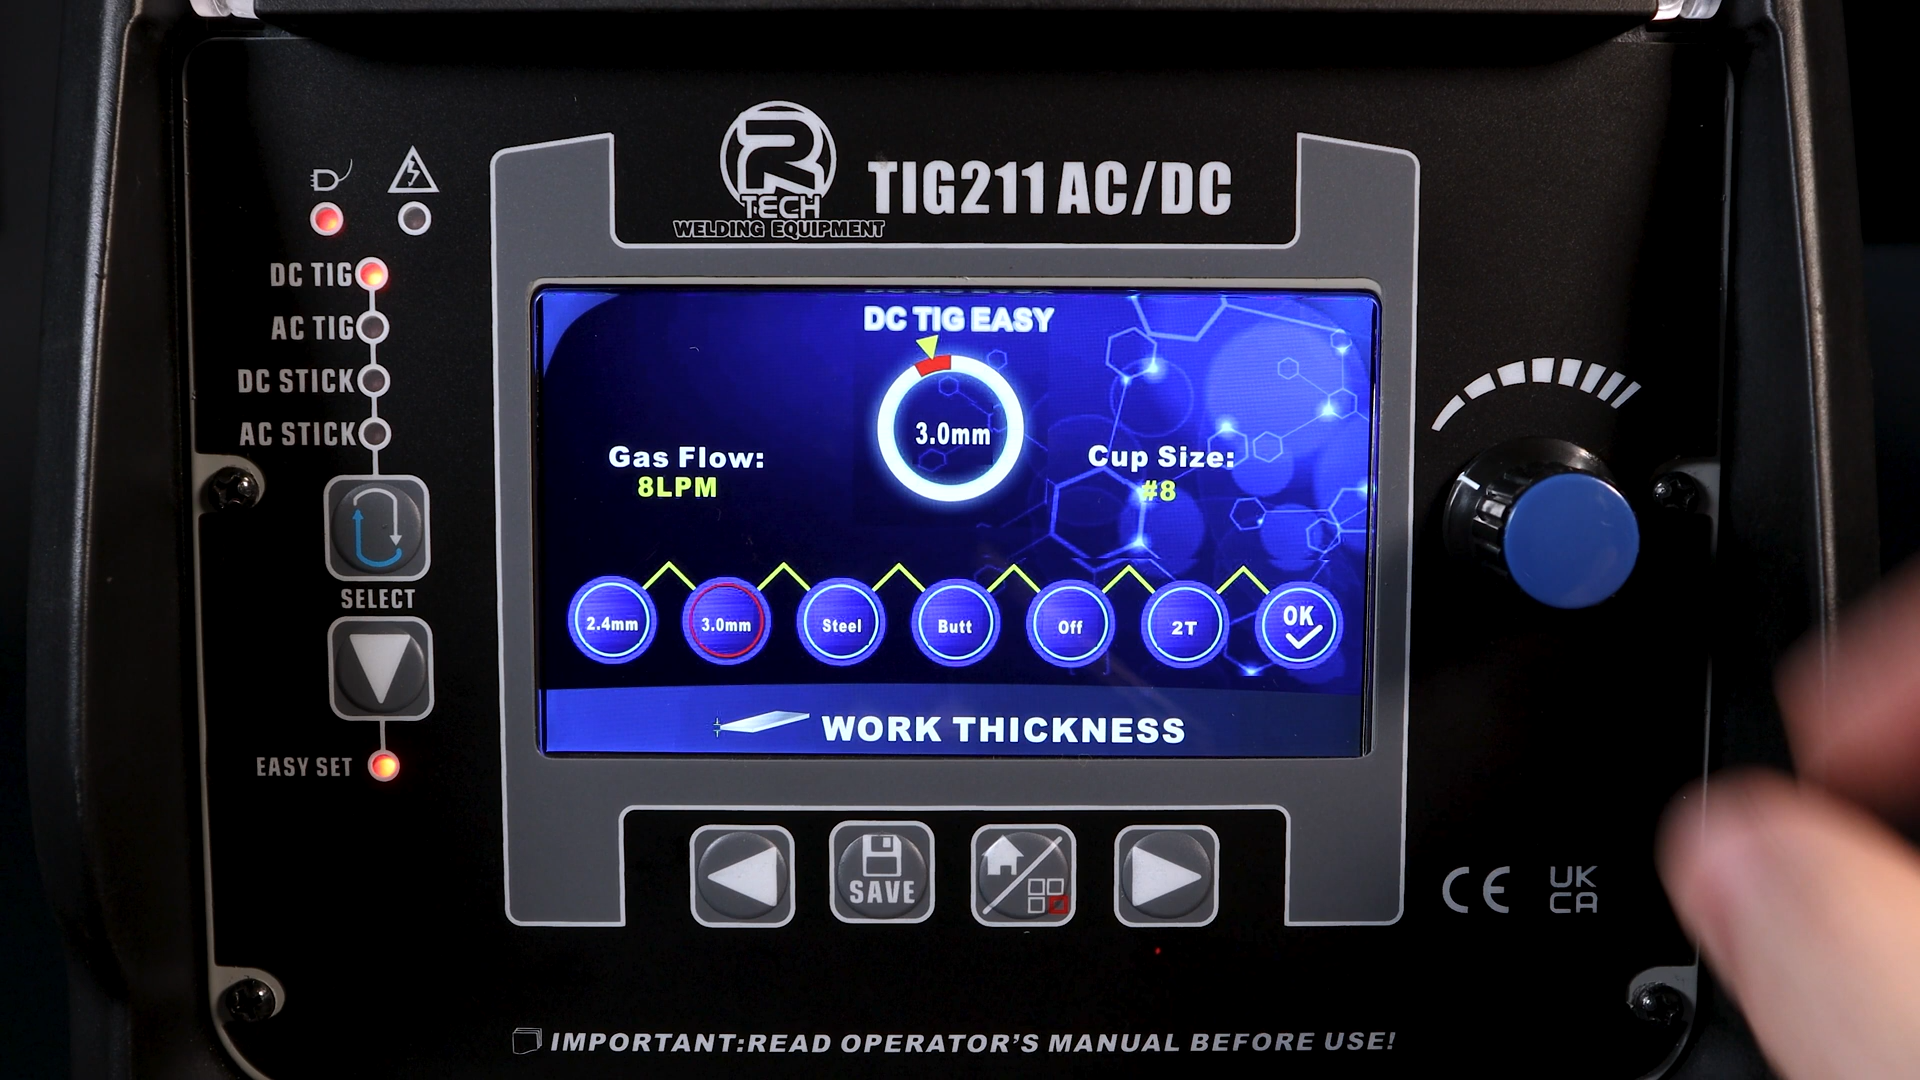 R
TECH
WELDING EQUIPMENT
TIG211 AC/DC
DC TIG
AC TIG
DC STICK
AC STICK
SELECT
EASY SET
DC TIG EASY
3.0mm
Gas Flow:
8LPM
Cup Size:
#8
2.4mm
3.0mm
Steel
Butt
Off
2T
OK
WORK THICKNESS
SAVE
CE
UK
CA
IMPORTANT:READ OPERATOR'S MANUAL BEFORE USE!